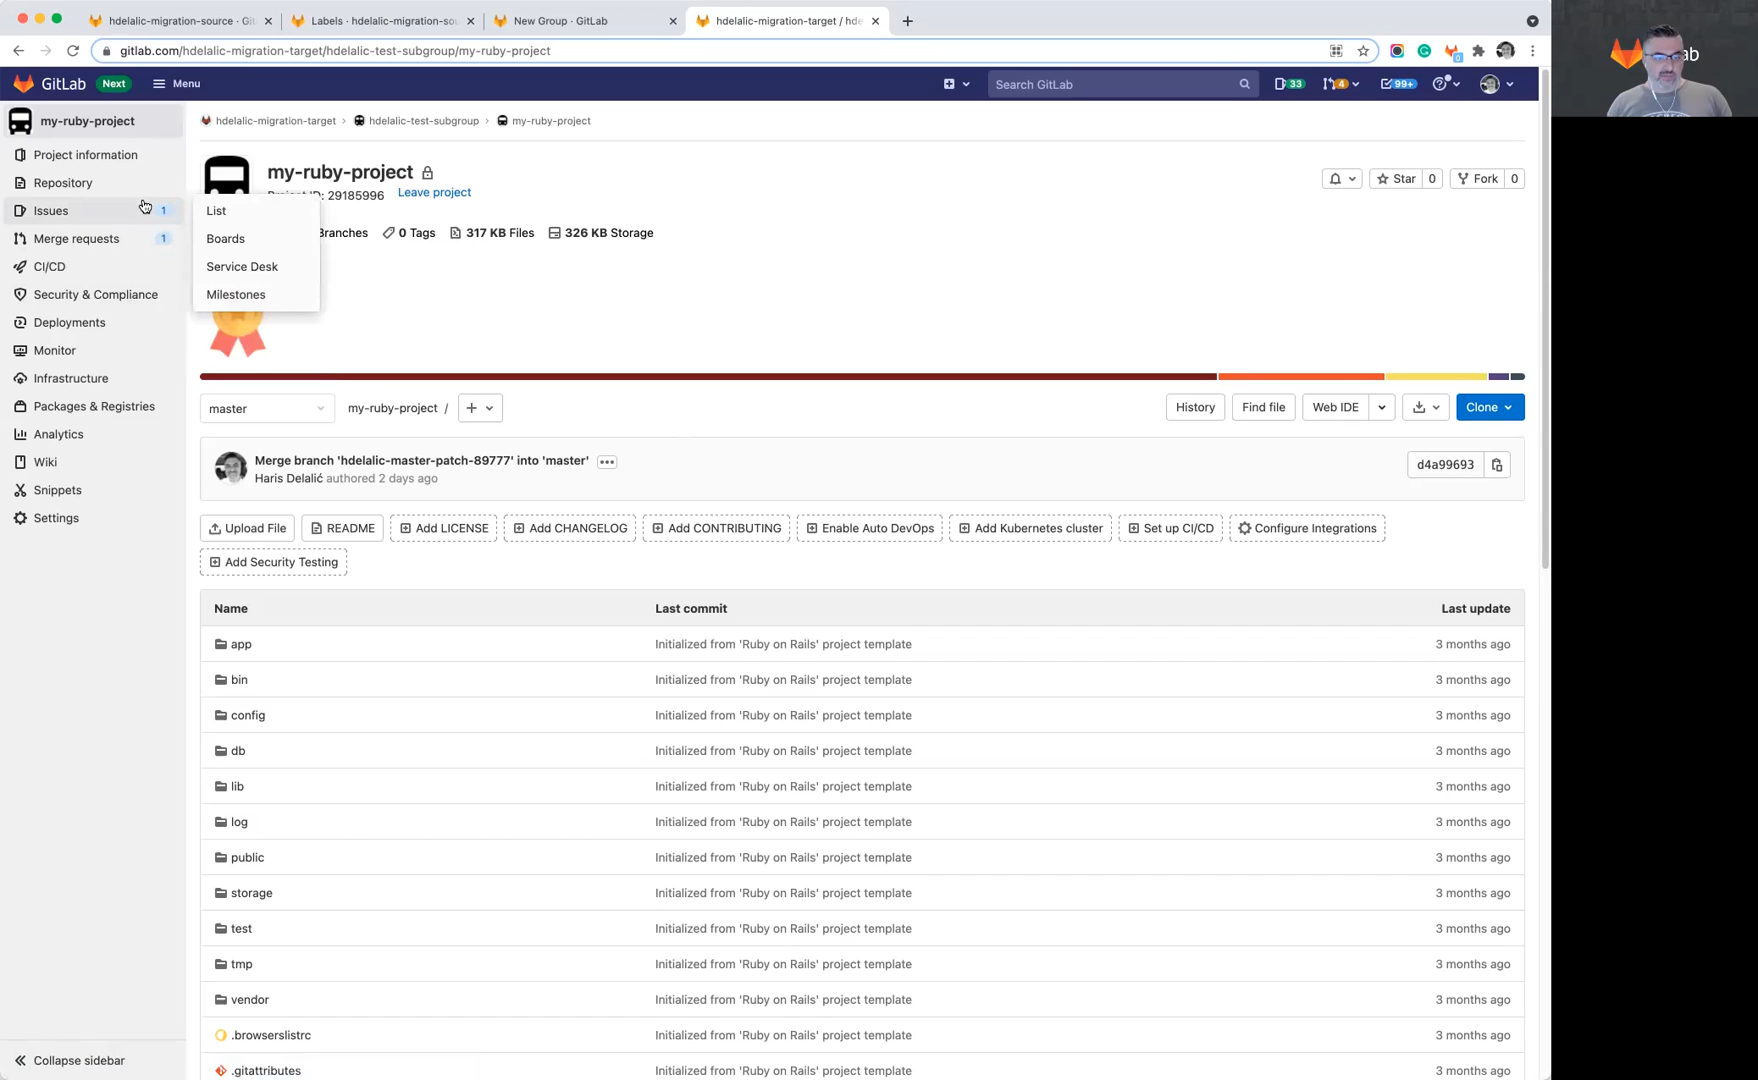 hdelalic-migration-source · Git
Labels · hdelalic-migration-sou
New Group · GitLab
hdelalic-migration-target / hde
gitlab.com/hdelalic-migration-target/hdelalic-test-subgroup/my-ruby-project
GitLab Next Menu
Search GitLab
33
4
99+
my-ruby-project
Project information
Repository
Issues 1
Merge requests 1
CI/CD
Security & Compliance
Deployments
Monitor
Infrastructure
Packages & Registries
Analytics
Wiki
Snippets
Settings
Collapse sidebar
List
Boards
Service Desk
Milestones
hdelalic-migration-target › hdelalic-test-subgroup › my-ruby-project
my-ruby-project
Project ID: 29185996 Leave project
Star 0 Fork 0
Branches 0 Tags 317 KB Files 326 KB Storage
master my-ruby-project / +
History Find file Web IDE Clone
Merge branch 'hdelalic-master-patch-89777' into 'master'
Haris Delalić authored 2 days ago
d4a99693
Upload File README Add LICENSE Add CHANGELOG Add CONTRIBUTING Enable Auto DevOps Add Kubernetes cluster Set up CI/CD Configure Integrations
Add Security Testing
Name Last commit Last update
app Initialized from 'Ruby on Rails' project template 3 months ago
bin Initialized from 'Ruby on Rails' project template 3 months ago
config Initialized from 'Ruby on Rails' project template 3 months ago
db Initialized from 'Ruby on Rails' project template 3 months ago
lib Initialized from 'Ruby on Rails' project template 3 months ago
log Initialized from 'Ruby on Rails' project template 3 months ago
public Initialized from 'Ruby on Rails' project template 3 months ago
storage Initialized from 'Ruby on Rails' project template 3 months ago
test Initialized from 'Ruby on Rails' project template 3 months ago
tmp Initialized from 'Ruby on Rails' project template 3 months ago
vendor Initialized from 'Ruby on Rails' project template 3 months ago
.browserslistrc Initialized from 'Ruby on Rails' project template 3 months ago
.gitattributes Initialized from 'Ruby on Rails' project template 3 months ago